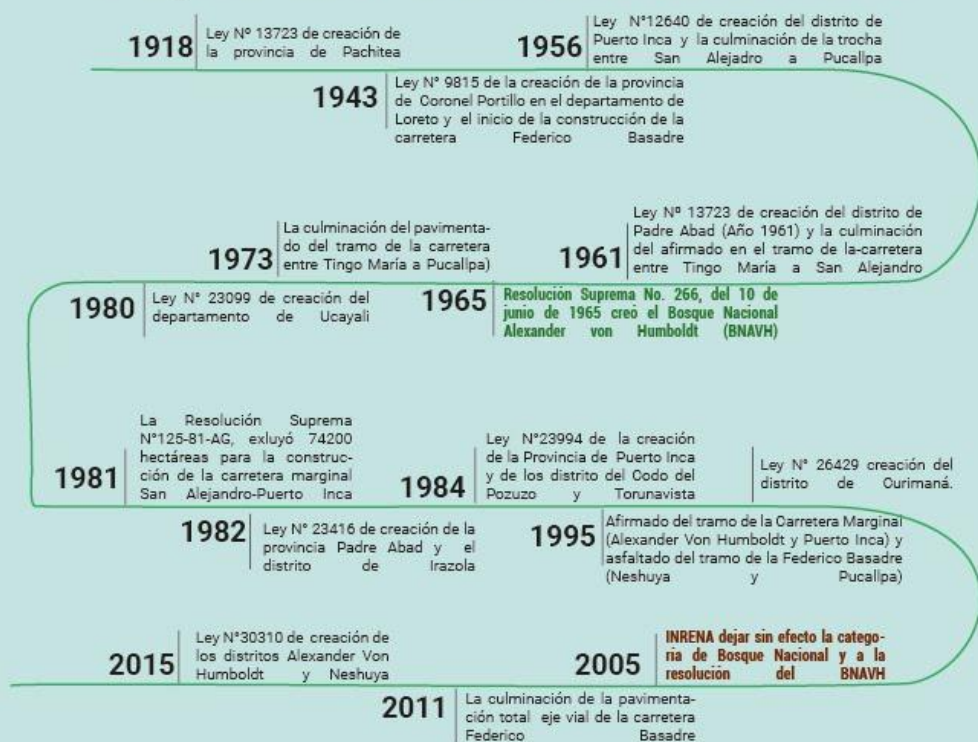 1918
Ley Nº 13723 de creación de
la provincia de Pachitea
1943
Ley N° 9815 de la creación de la provincia
de Coronel Portillo en el departamento de
Loreto y el inicio de la construcción de la
carretera Federico Basadre
1956
Ley N°12640 de creación del distrito de
Puerto Inca y la culminación de la trocha
entre San Alejadro a Pucallpa
1961
Ley Nº 13723 de creación del distrito de
Padre Abad (Año 1961) y la culminación
del afirmado en el tramo de la-carretera
entre Tingo María a San Alejandro
1965
Resolución Suprema No. 266, del 10 de
junio de 1965 creó el Bosque Nacional
Alexander von Humboldt (BNAVH)
1973
La culminación del pavimenta-
do del tramo de la carretera
entre Tingo María a Pucallpa)
1980
Ley N° 23099 de creación del
departamento de Ucayali
1981
La Resolución Suprema
N°125-81-AG, exluyó 74200
hectáreas para la construc-
ción de la carretera marginal
San Alejandro-Puerto Inca
1982
Ley N° 23416 de creación de la
provincia Padre Abad y el
distrito de Irazola
1984
Ley N°23994 de la creación
de la Provincia de Puerto Inca
y de los distrito del Codo del
Pozuzo y Torunavista
1995
Afirmado del tramo de la Carretera Marginal
(Alexander Von Humboldt y Puerto Inca) y
asfaltado del tramo de la Federico Basadre
(Neshuya y Pucallpa)
Ley N° 26429 creación del
distrito de Curimaná.
2005
INRENA dejar sin efecto la catego-
ria de Bosque Nacional y a la
resolución del BNAVH
2011
La culminación de la pavimenta-
ción total eje vial de la carretera
Federico Basadre
2015
Ley N°30310 de creación de
los distritos Alexander Von
Humboldt y Neshuya